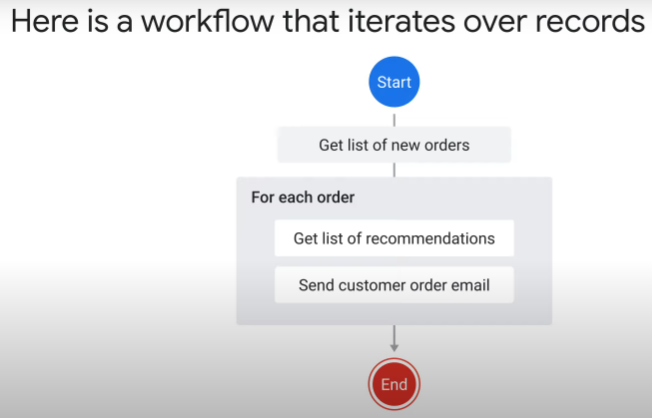 Here is a workflow that iterates over records
Start
Get list of new orders
For each order
Get list of recommendations
Send customer order email
End